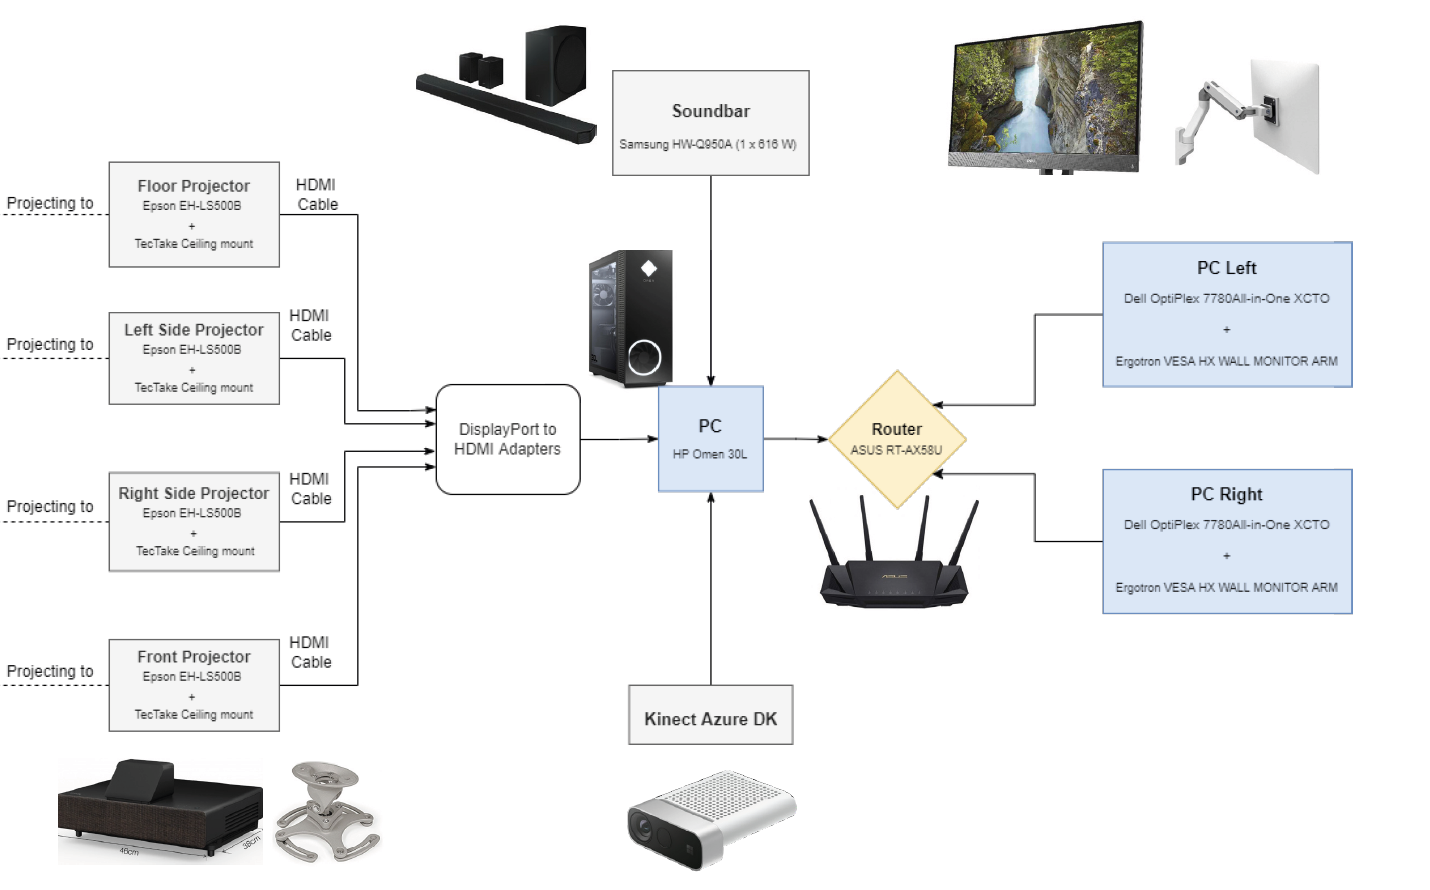 Soundbar
Samsung HW-Q950A (1 x 616 W)
Projecting to
Floor Projector
Epson EH-LS500B
+
TecTake Ceiling mount
HDMI
Cable
Projecting to
Left Side Projector
Epson EH-LS500B
+
TecTake Ceiling mount
HDMI
Cable
Projecting to
Right Side Projector
Epson EH-LS500B
+
TecTake Ceiling mount
HDMI
Cable
Projecting to
Front Projector
Epson EH-LS500B
+
TecTake Ceiling mount
HDMI
Cable
DisplayPort to
HDMI Adapters
PC
HP Omen 30L
Router
ASUS RT-AX58U
PC Left
Dell OptiPlex 7780All-in-One XCTO
+
Ergotron VESA HX WALL MONITOR ARM
PC Right
Dell OptiPlex 7780All-in-One XCTO
+
Ergotron VESA HX WALL MONITOR ARM
Kinect Azure DK
46cm
38cm
DELL
ASUS